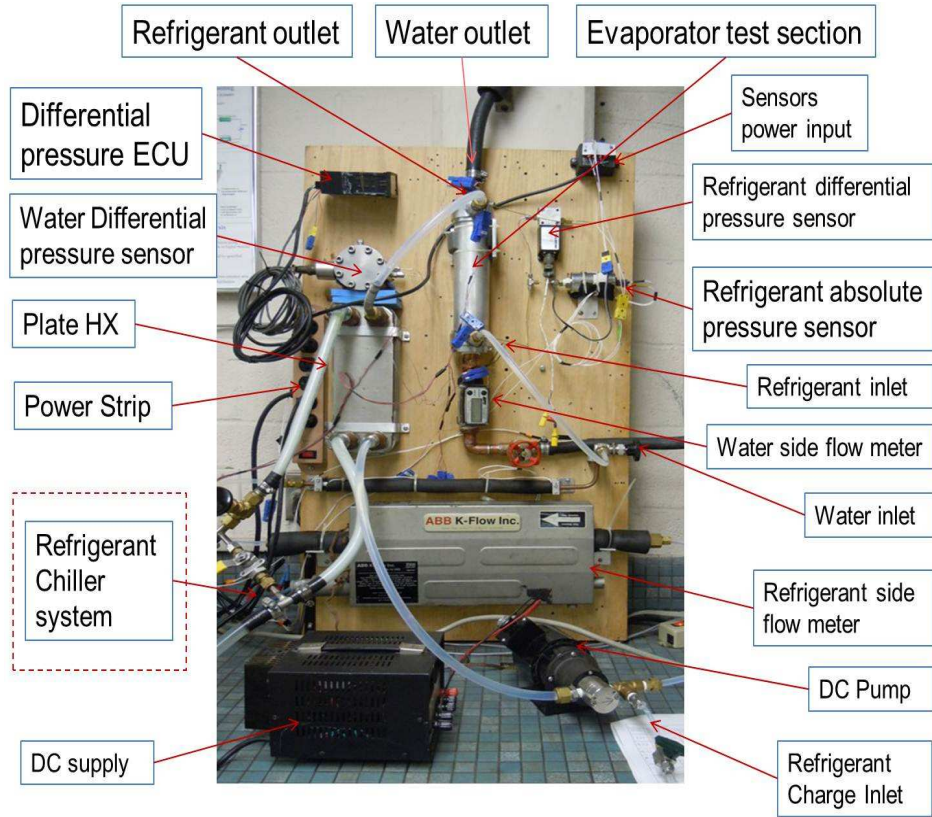 Refrigerant outlet
Water outlet
Evaporator test section
Differential
pressure ECU
Sensors
power input
Water Differential
pressure sensor
Refrigerant differential
pressure sensor
Plate HX
Refrigerant absolute
pressure sensor
Power Strip
Refrigerant inlet
Water side flow meter
Water inlet
ABB K-Flow Inc.
Refrigerant
Chiller
system
Refrigerant side
flow meter
DC Pump
DC supply
Refrigerant
Charge Inlet